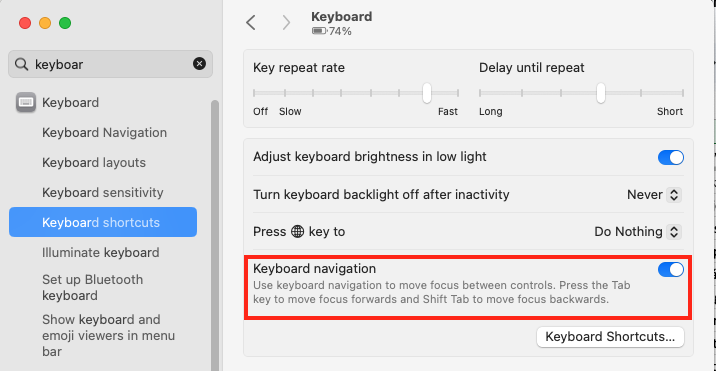 keyboar
Keyboard
Keyboard Navigation
Keyboard layouts
Keyboard sensitivity
Keyboard shortcuts
Illuminate keyboard
Set up Bluetooth
keyboard
Show keyboard and
emoji viewers in menu
bar
Keyboard
74%
Key repeat rate
Delay until repeat
Off Slow Fast
Long Short
Adjust keyboard brightness in low light
Turn keyboard backlight off after inactivity Never
Press key to Do Nothing
Keyboard navigation
Use keyboard navigation to move focus between controls. Press the Tab
key to move focus forwards and Shift Tab to move focus backwards.
Keyboard Shortcuts...